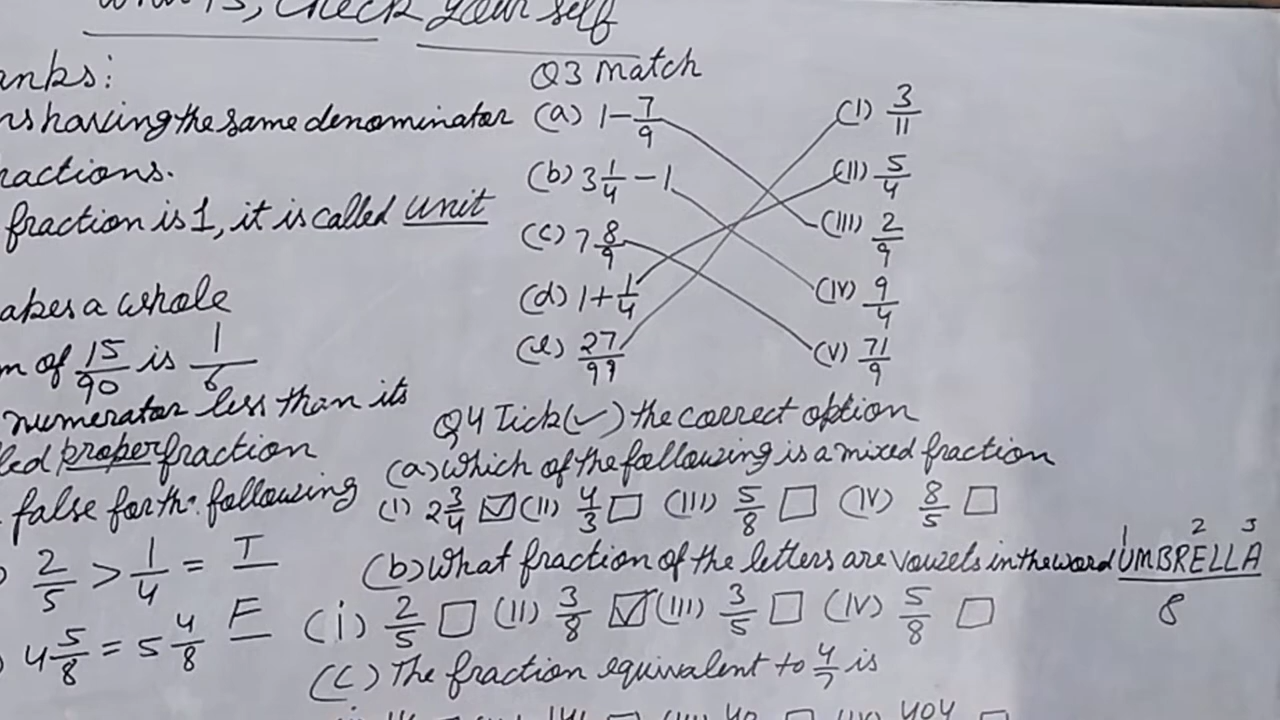 check your self
anks:
ns having the same denominator
ractions.
fraction is 1, it is called unit
akes a whole
m of 15/90 is 1/6
numerator less than its
led proper fraction
false for th. following
2/5 > 1/4 = T
4 5/8 = 5 4/8 F
Q3 Match
(a) 1 - 7/9 (I) 3/11
(b) 3 1/4 - 1 (II) 5/4
(c) 7 8/9 (III) 2/9
(d) 1 + 1/4 (IV) 9/4
(e) 27/99 (V) 71/9
Q4 Tick (✓) the correct option
(a) Which of the following is a mixed fraction
(I) 2 3/4 ☑ (II) 4/3 ☐ (III) 5/8 ☐ (IV) 8/5 ☐
(b) What fraction of the letters are vowels in the word UMBRELLA
1 2 3
8
(i) 2/5 ☐ (II) 3/8 ☑ (III) 3/5 ☐ (IV) 5/8 ☐
(C) The fraction equivalent to 4/7 is